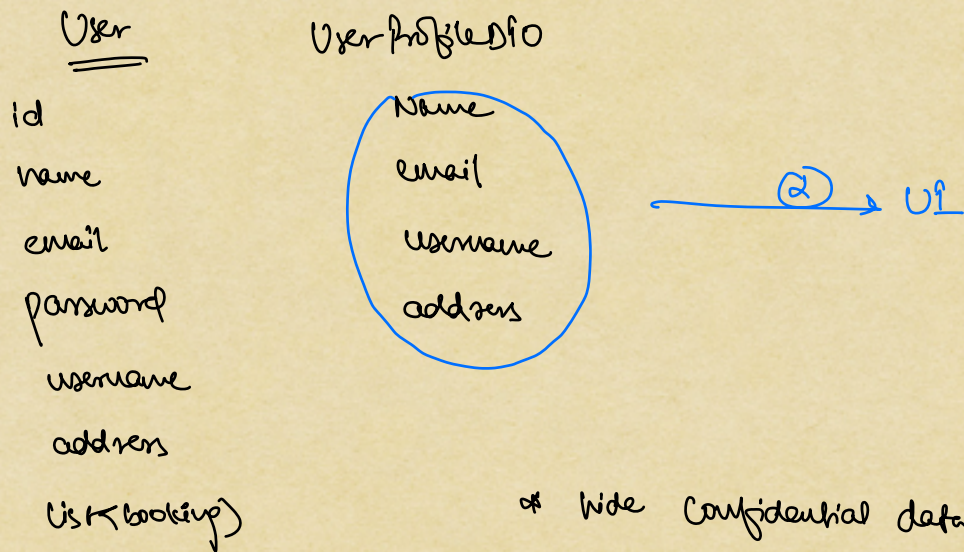 User
UserProfileDTO
id
name
email
password
username
address
List<booking>
Name
email
username
address
2
UI
* hide confidential data